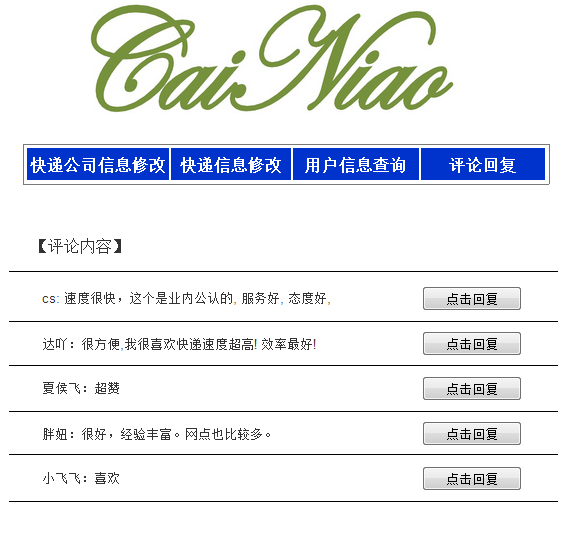 Cai Niao
快递公司信息修改 快递信息修改 用户信息查询 评论回复
【评论内容】
cs: 速度很快，这个是业内公认的, 服务好, 态度好, 点击回复
达吖：很方便,我很喜欢快递速度超高! 效率最好! 点击回复
夏侯飞：超赞 点击回复
胖妞：很好，经验丰富。网点也比较多。 点击回复
小飞飞：喜欢 点击回复